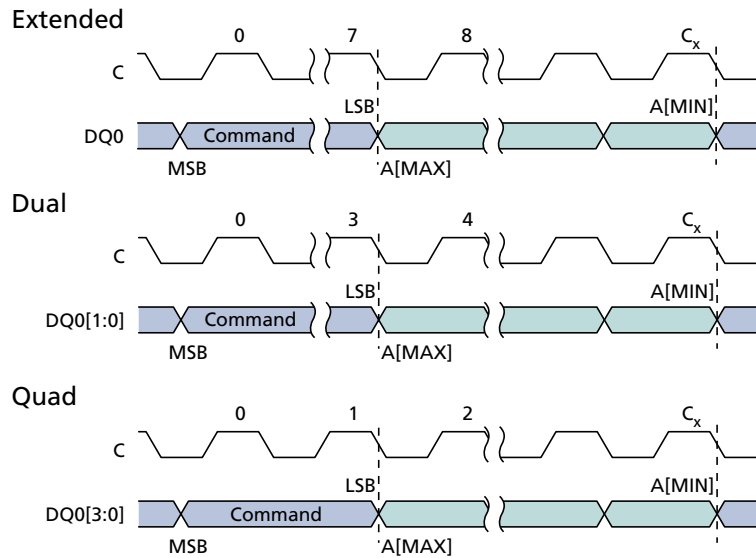 Extended
0 7 8 Cx
C
LSB A[MIN]
DQ0 Command
MSB A[MAX]
Dual
0 3 4 Cx
C
LSB A[MIN]
DQ0[1:0] Command
MSB A[MAX]
Quad
0 1 2 Cx
C
LSB A[MIN]
DQ0[3:0] Command
MSB A[MAX]